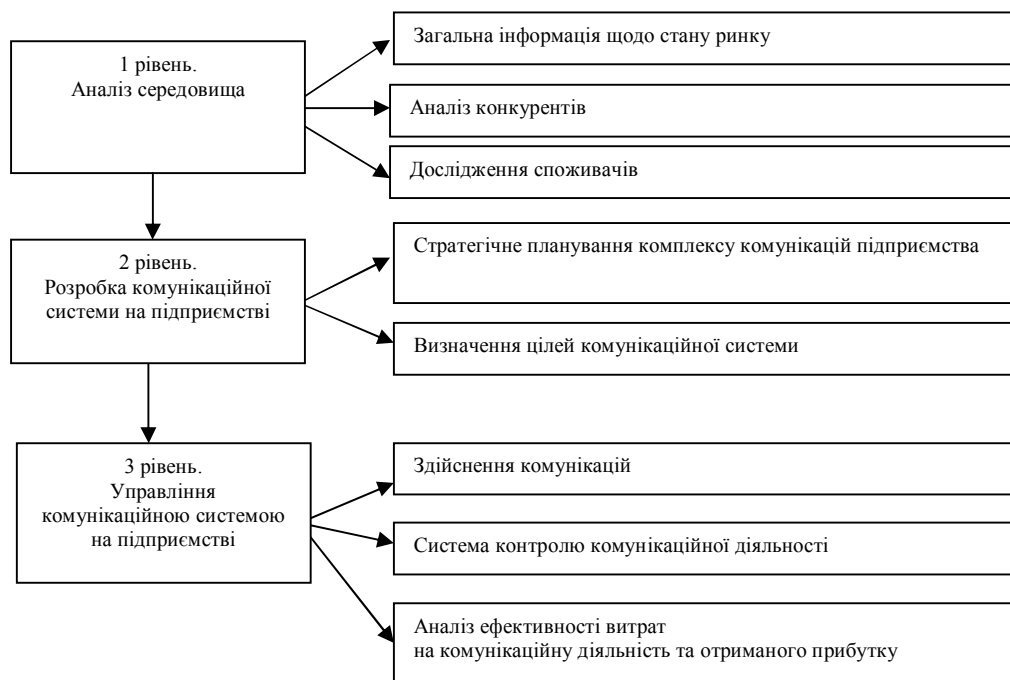 1 рівень.
Аналіз середовища
Загальна інформація щодо стану ринку
Аналіз конкурентів
Дослідження споживачів
2 рівень.
Розробка комунікаційної
системи на підприємстві
Стратегічне планування комплексу комунікацій підприємства
Визначення цілей комунікаційної системи
3 рівень.
Управління
комунікаційною системою
на підприємстві
Здійснення комунікацій
Система контролю комунікаційної діяльності
Аналіз ефективності витрат
на комунікаційну діяльність та отриманого прибутку